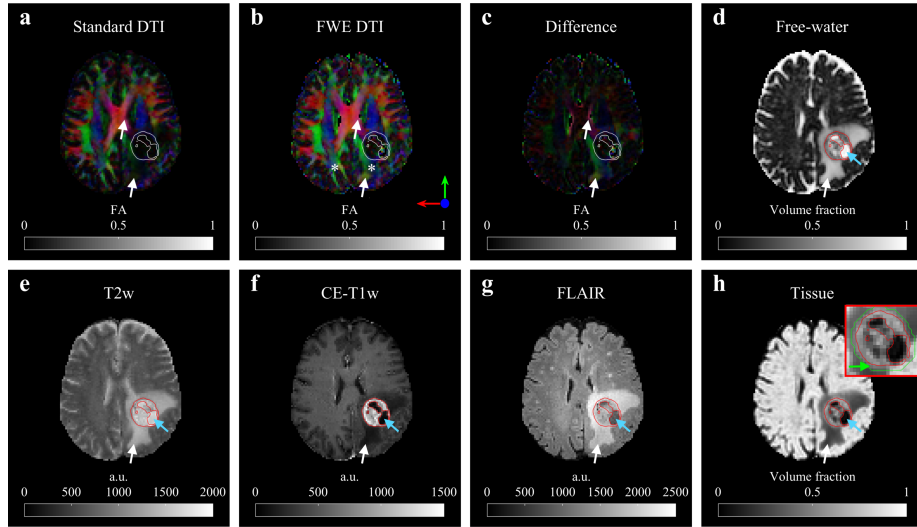 a
Standard DTI
FA
0 0.5 1
b
FWE DTI
* *
FA
0 0.5 1
c
Difference
FA
0 0.5 1
d
Free-water
Volume fraction
0 0.5 1
e
T2w
a.u.
0 500 1000 1500 2000
f
CE-T1w
a.u.
0 500 1000 1500
g
FLAIR
a.u.
0 500 1000 1500 2000 2500
h
Tissue
Volume fraction
0 0.5 1